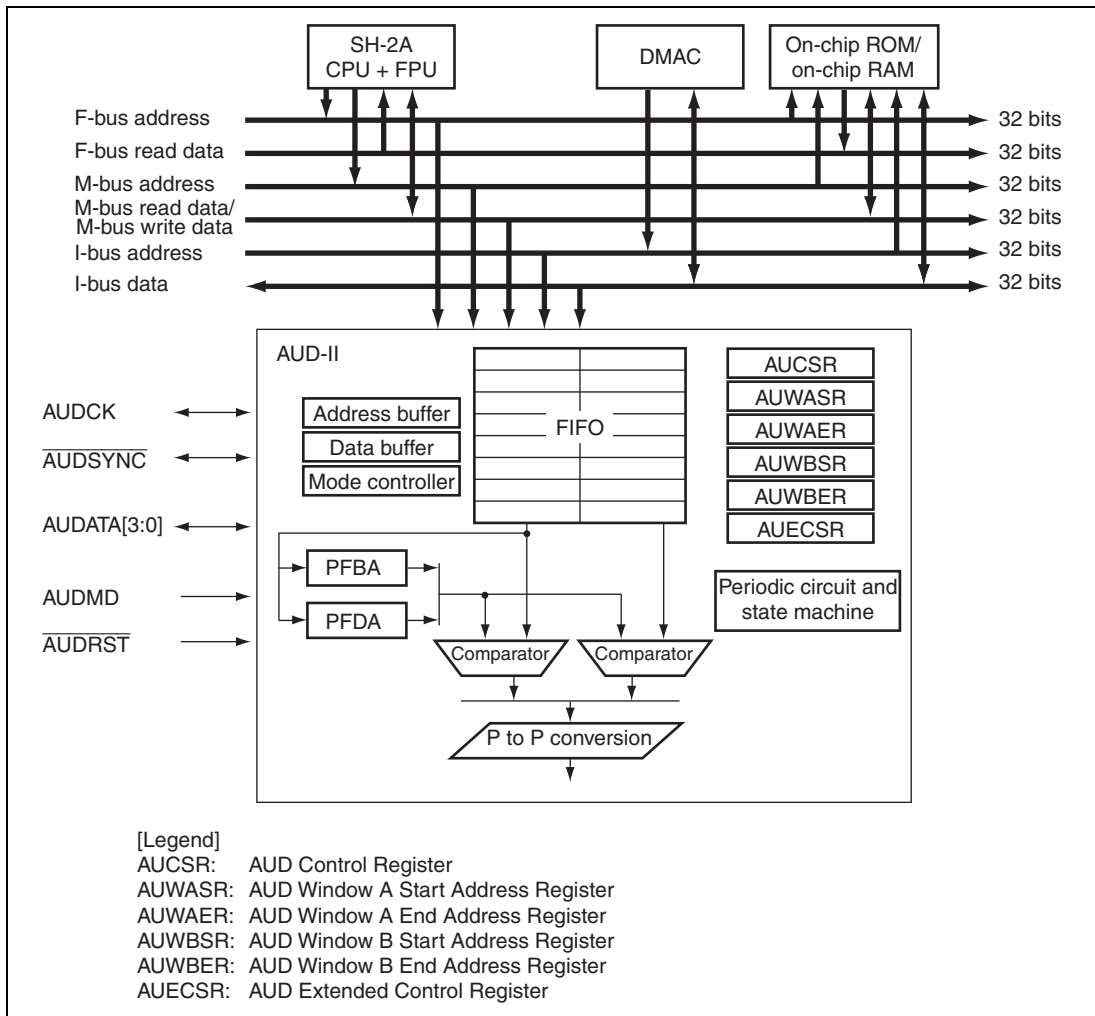 SH-2A
CPU + FPU
DMAC
On-chip ROM/
on-chip RAM
F-bus address
32 bits
F-bus read data
32 bits
M-bus address
32 bits
M-bus read data/
M-bus write data
32 bits
I-bus address
32 bits
I-bus data
32 bits
AUD-II
AUDCK
AUDSYNC
AUDATA[3:0]
AUDMD
AUDRST
Address buffer
Data buffer
Mode controller
FIFO
AUCSR
AUWASR
AUWAER
AUWBSR
AUWBER
AUECSR
PFBA
PFDA
Periodic circuit and
state machine
Comparator
Comparator
P to P conversion
[Legend]
AUCSR: AUD Control Register
AUWASR: AUD Window A Start Address Register
AUWAER: AUD Window A End Address Register
AUWBSR: AUD Window B Start Address Register
AUWBER: AUD Window B End Address Register
AUECSR: AUD Extended Control Register